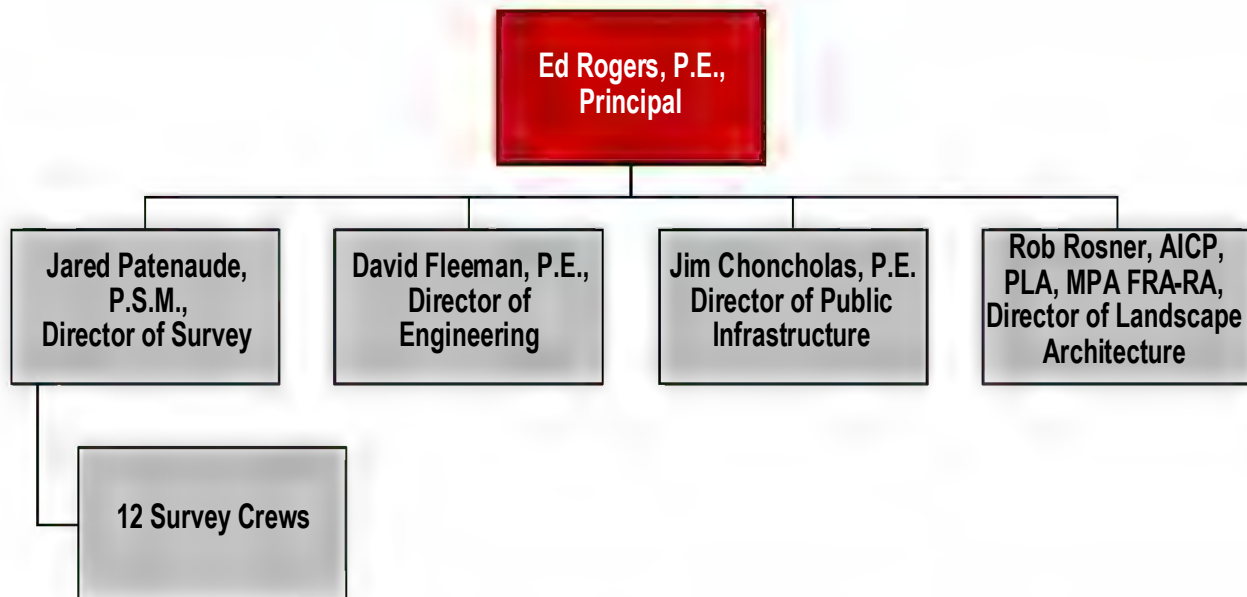 Ed Rogers, P.E.,
Principal
Jared Patenaude,
P.S.M.,
Director of Survey
David Fleeman, P.E.,
Director of
Engineering
Jim Choncholas, P.E.
Director of Public
Infrastructure
Rob Rosner, AICP,
PLA, MPA FRA-RA,
Director of Landscape
Architecture
12 Survey Crews